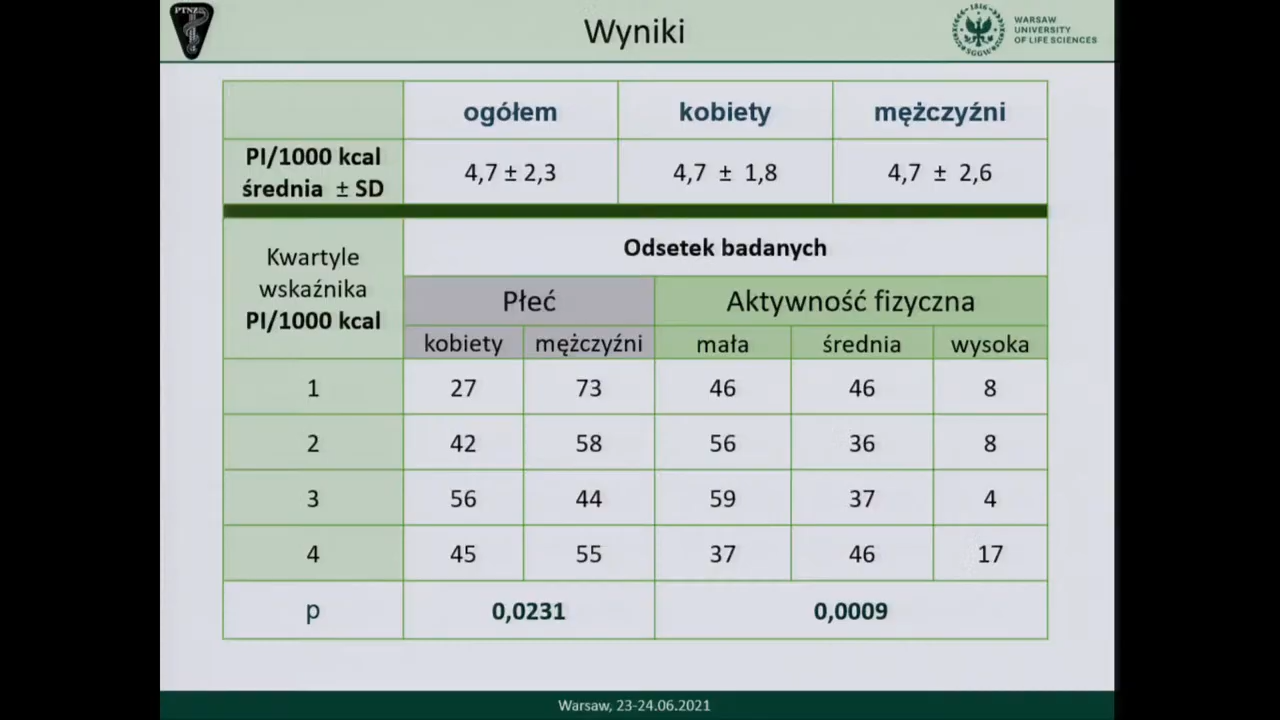 PTNZ
Wyniki
1816
SGGW
WARSAW
UNIVERSITY
OF LIFE SCIENCES
ogółem kobiety mężczyźni
PI/1000 kcal
średnia ± SD
4,7 ± 2,3 4,7 ± 1,8 4,7 ± 2,6
Kwartyle
wskaźnika
PI/1000 kcal
Odsetek badanych
Płeć Aktywność fizyczna
kobiety mężczyźni mała średnia wysoka
1 27 73 46 46 8
2 42 58 56 36 8
3 56 44 59 37 4
4 45 55 37 46 17
p 0,0231 0,0009
Warsaw, 23-24.06.2021